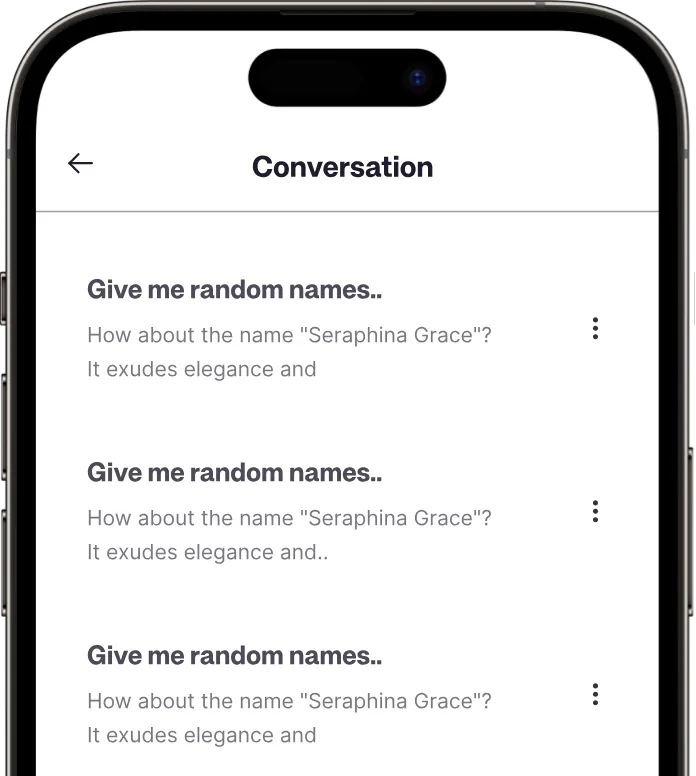 Conversation
Give me random names..
How about the name "Seraphina Grace"?
It exudes elegance and
Give me random names..
How about the name "Seraphina Grace"?
It exudes elegance and..
Give me random names..
How about the name "Seraphina Grace"?
It exudes elegance and